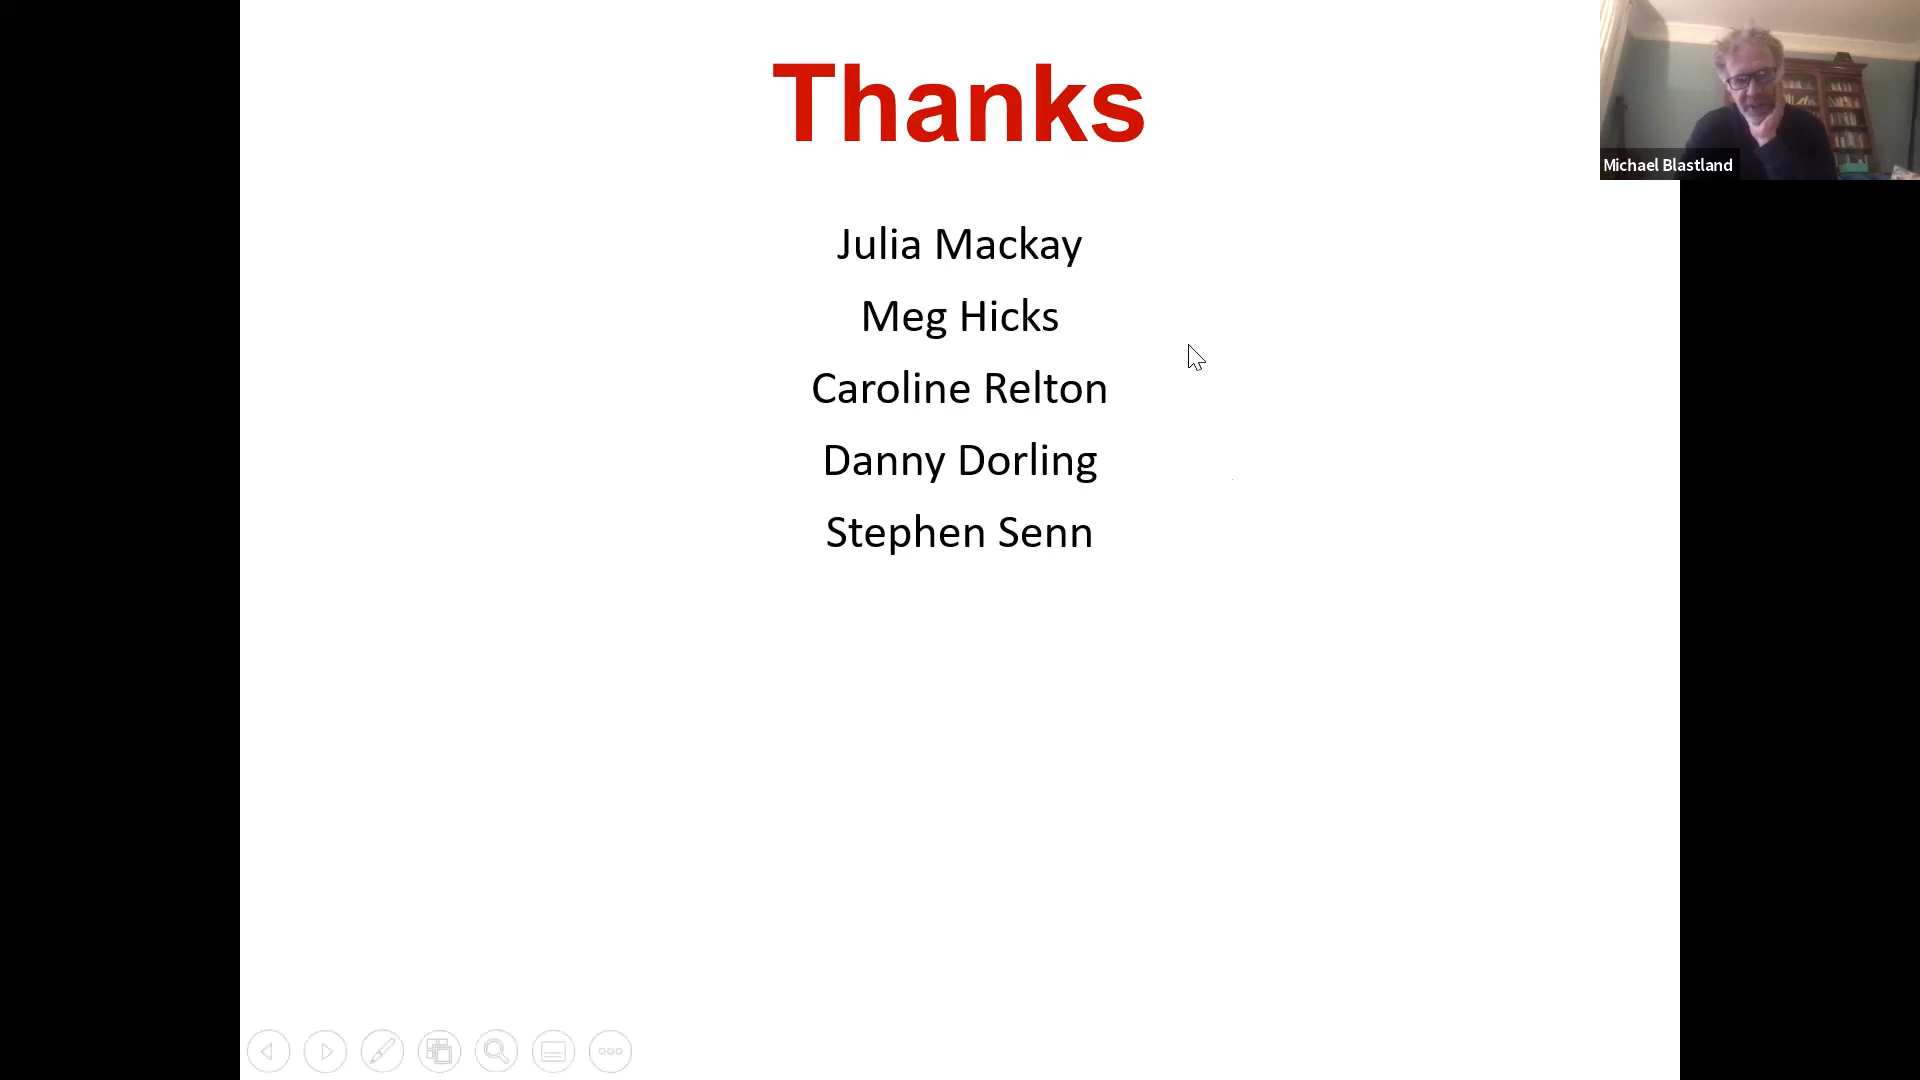 Thanks
Michael Blastland
Julia Mackay
Meg Hicks
Caroline Relton
Danny Dorling
Stephen Senn